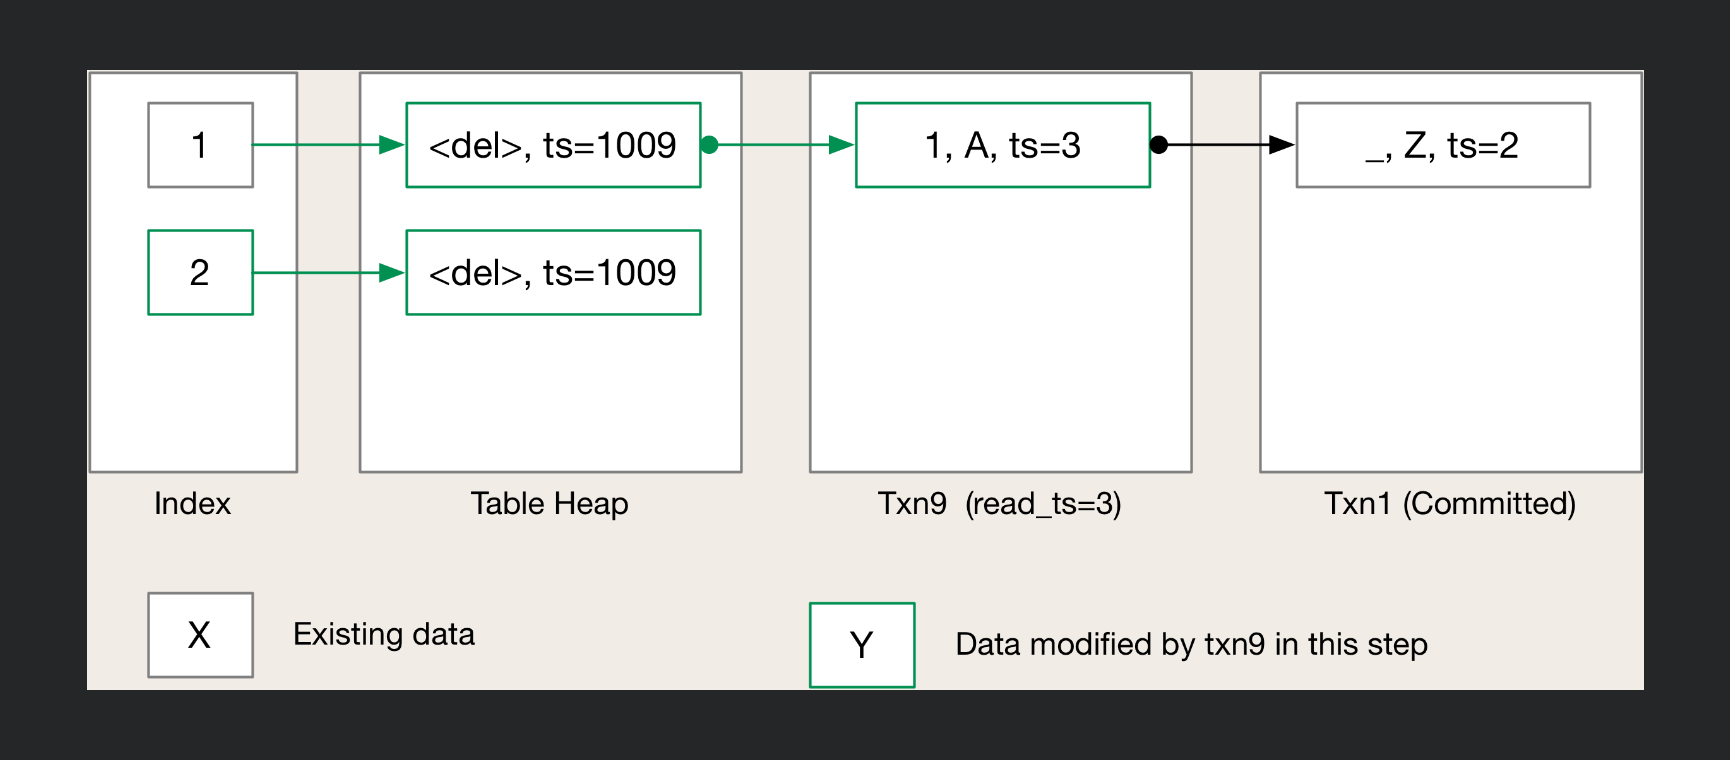 1
<del>, ts=1009
1, A, ts=3
_, Z, ts=2
2
<del>, ts=1009
Index
Table Heap
Txn9 (read_ts=3)
Txn1 (Committed)
X
Existing data
Y
Data modified by txn9 in this step